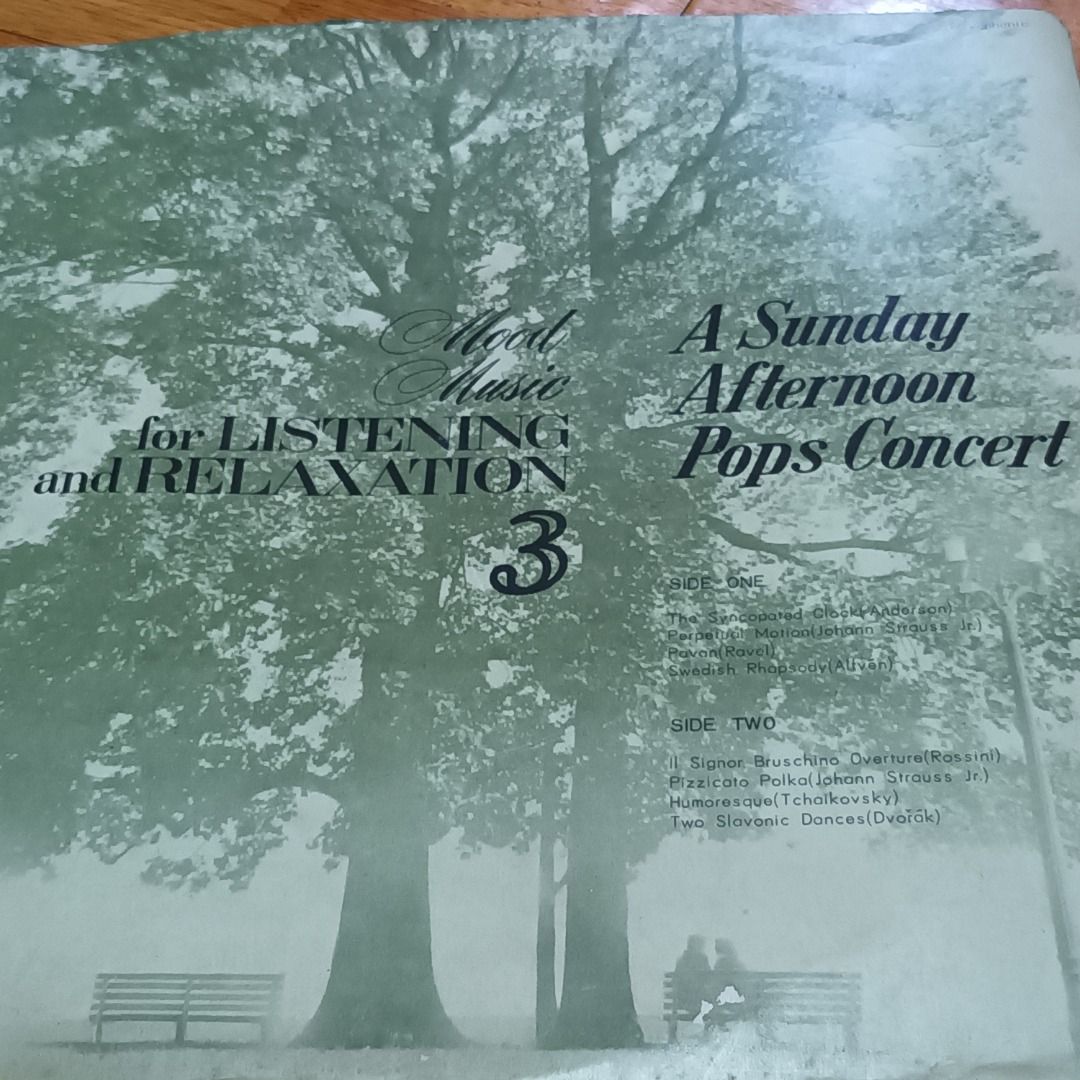 Mood
Music
for LISTENING
and RELAXATION
3
A Sunday
Afternoon
Pops Concert
SIDE ONE
The Syncopated Clock(Anderson)
Perpetual Motion(Johann Strauss Jr.)
Pavan(Ravel)
Swedish Rhapsody(Alfvén)
SIDE TWO
Il Signor Bruschino Overture(Rossini)
Pizzicato Polka(Johann Strauss Jr.)
Humoresque(Tchaikovsky)
Two Slavonic Dances(Dvořák)